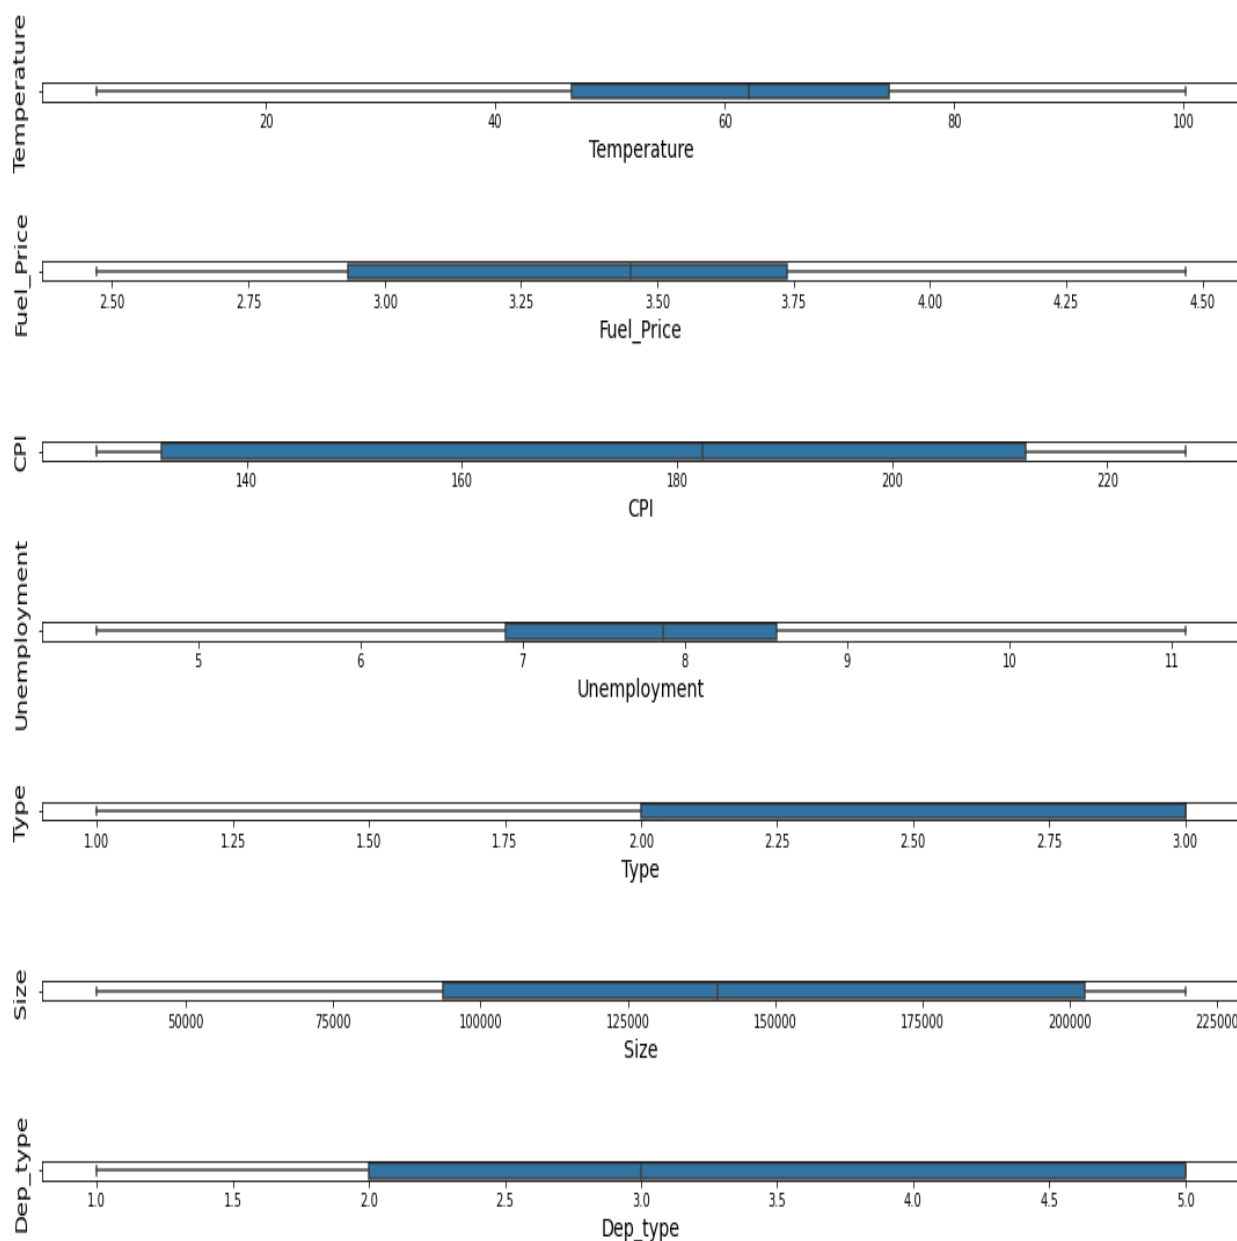 Temperature
20 40 60 80 100
Temperature
Fuel_Price
2.50 2.75 3.00 3.25 3.50 3.75 4.00 4.25 4.50
Fuel_Price
CPI
140 160 180 200 220
CPI
Unemployment
5 6 7 8 9 10 11
Unemployment
Type
1.00 1.25 1.50 1.75 2.00 2.25 2.50 2.75 3.00
Type
Size
50000 75000 100000 125000 150000 175000 200000 225000
Size
Dep_type
1.0 1.5 2.0 2.5 3.0 3.5 4.0 4.5 5.0
Dep_type